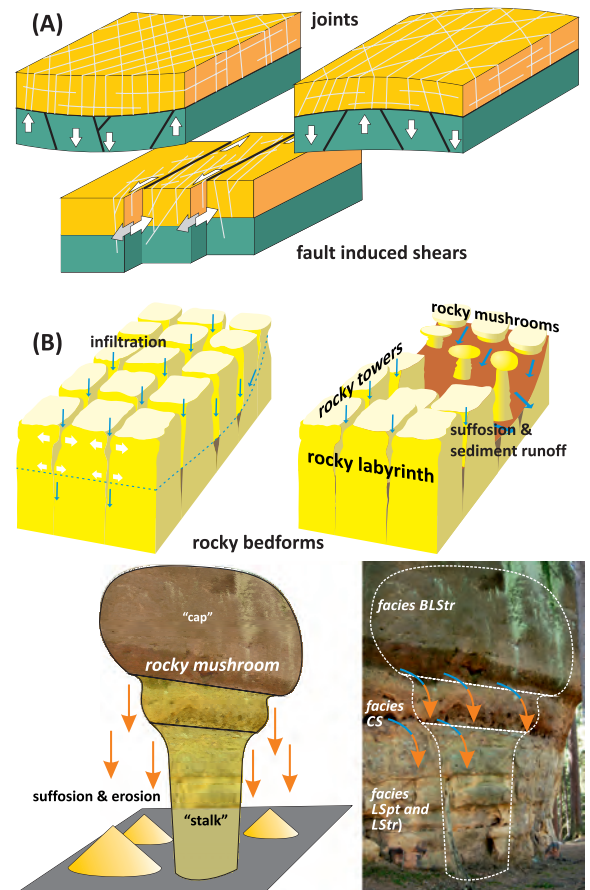 (A)
joints
fault induced shears
(B)
infiltration
rocky mushrooms
rocky towers
suffosion &
sediment runoff
rocky labyrinth
rocky bedforms
"cap"
rocky mushroom
suffosion & erosion
"stalk"
facies BLStr
facies
CS
facies
LSpt and
LStr)